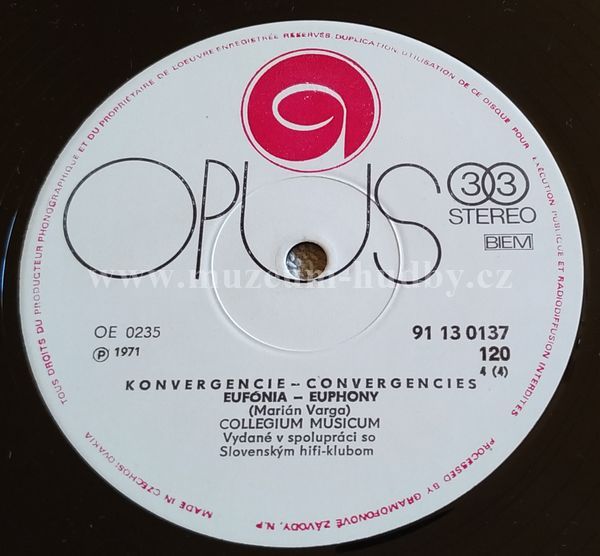 TOUS DROITS DU PRODUCTEUR PHONOGRAPHIQUE ET DU PROPRIÉTAIRE DE L'OEUVRE ENREGISTRÉE RÉSERVÉS. DUPLICATION, UTILISATION DE CE DISQUE POUR EXÉCUTION PUBLIQUE ET RADIODIFFUSION INTERDITES
OPUS
33
STEREO
BIEM
www.muzeum-hudby.cz
OE 0235
91 13 0137
℗ 1971
120
4 (4)
KONVERGENCIE – CONVERGENCIES
EUFÓNIA – EUPHONY
(Marián Varga)
COLLEGIUM MUSICUM
Vydané v spolupráci so
Slovenským hifi-klubom
MADE IN CZECHOSLOVAKIA
PROCESSED BY GRAMOFONOVÉ ZÁVODY, N.P.